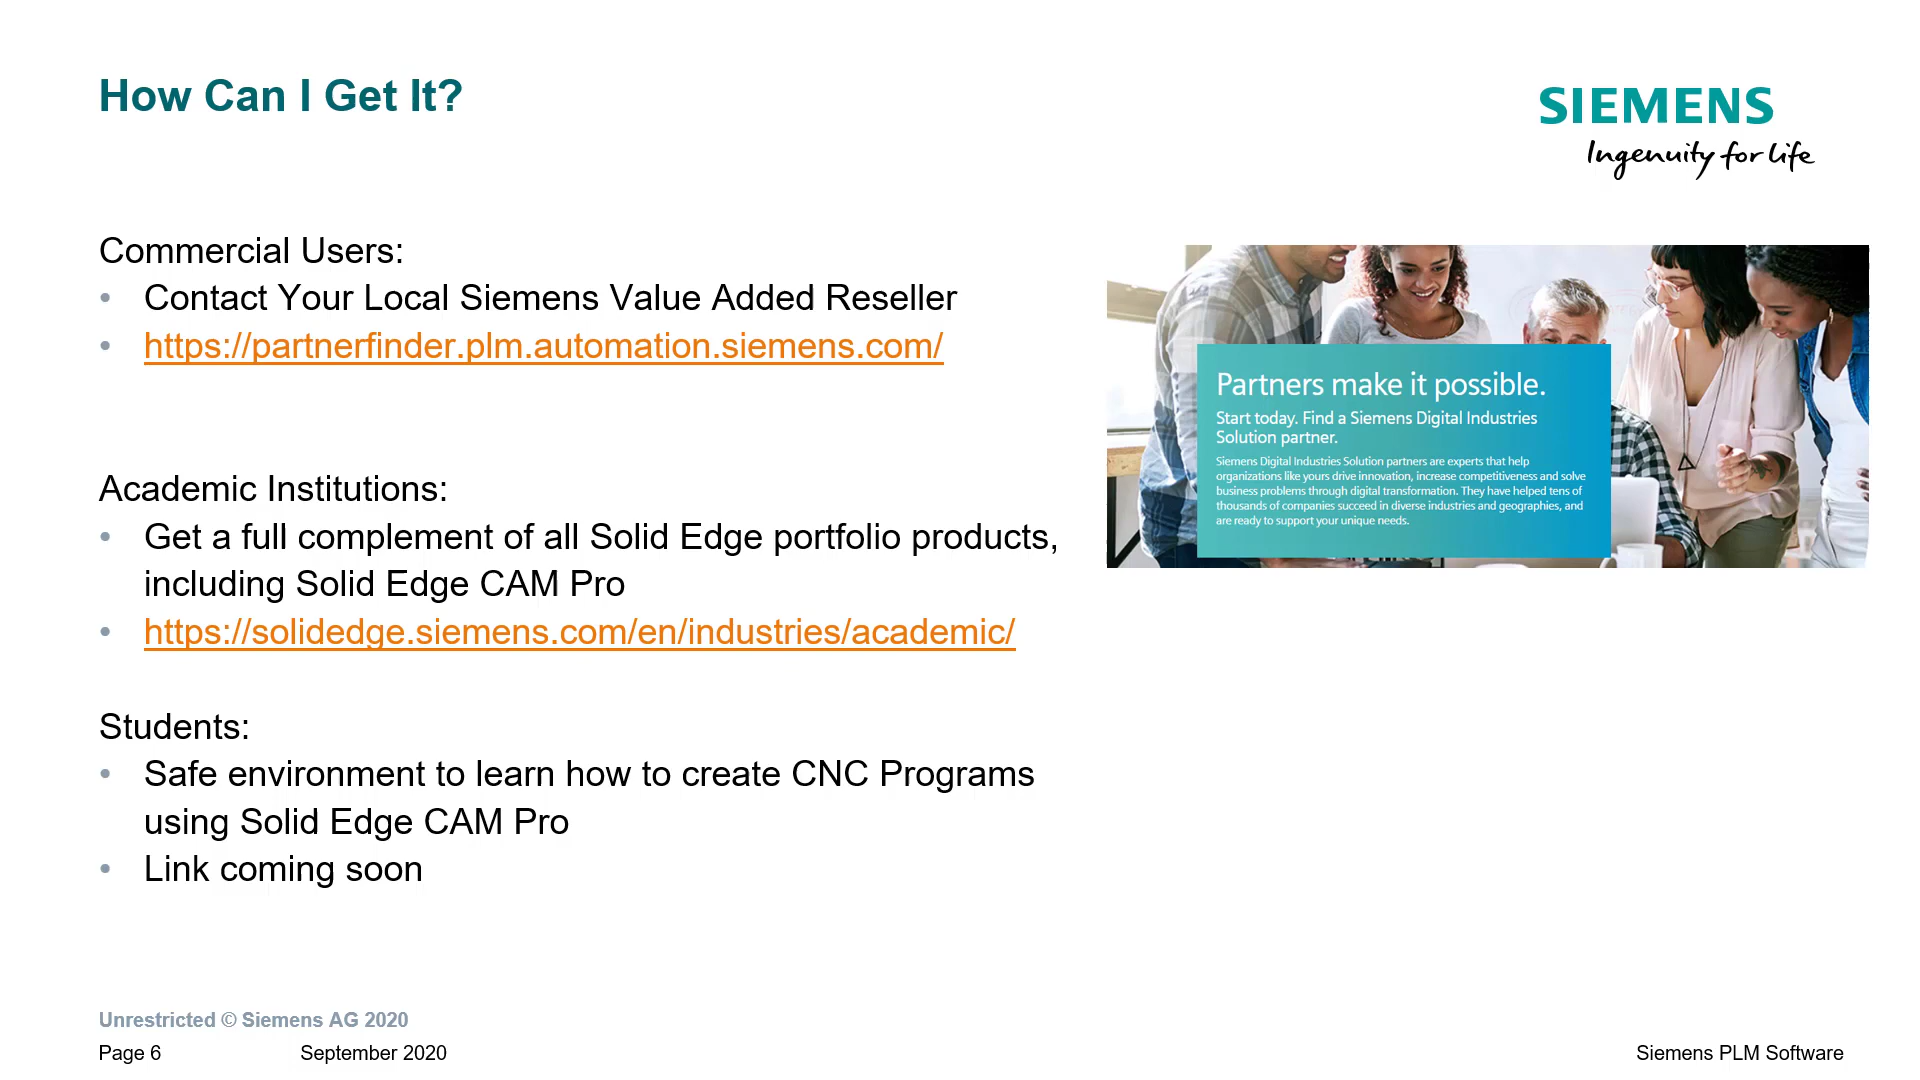 How Can I Get It?
SIEMENS
Ingenuity for life
Commercial Users:
• Contact Your Local Siemens Value Added Reseller
• https://partnerfinder.plm.automation.siemens.com/
Academic Institutions:
• Get a full complement of all Solid Edge portfolio products,
including Solid Edge CAM Pro
• https://solidedge.siemens.com/en/industries/academic/
Students:
• Safe environment to learn how to create CNC Programs
using Solid Edge CAM Pro
• Link coming soon
Partners make it possible.
Start today. Find a Siemens Digital Industries
Solution partner.
Siemens Digital Industries Solution partners are experts that help
organizations like yours drive innovation, increase competitiveness and solve
business problems through digital transformation. They have helped tens of
thousands of companies succeed in diverse industries and geographies, and
are ready to support your unique needs.
Unrestricted © Siemens AG 2020
Page 6 September 2020
Siemens PLM Software